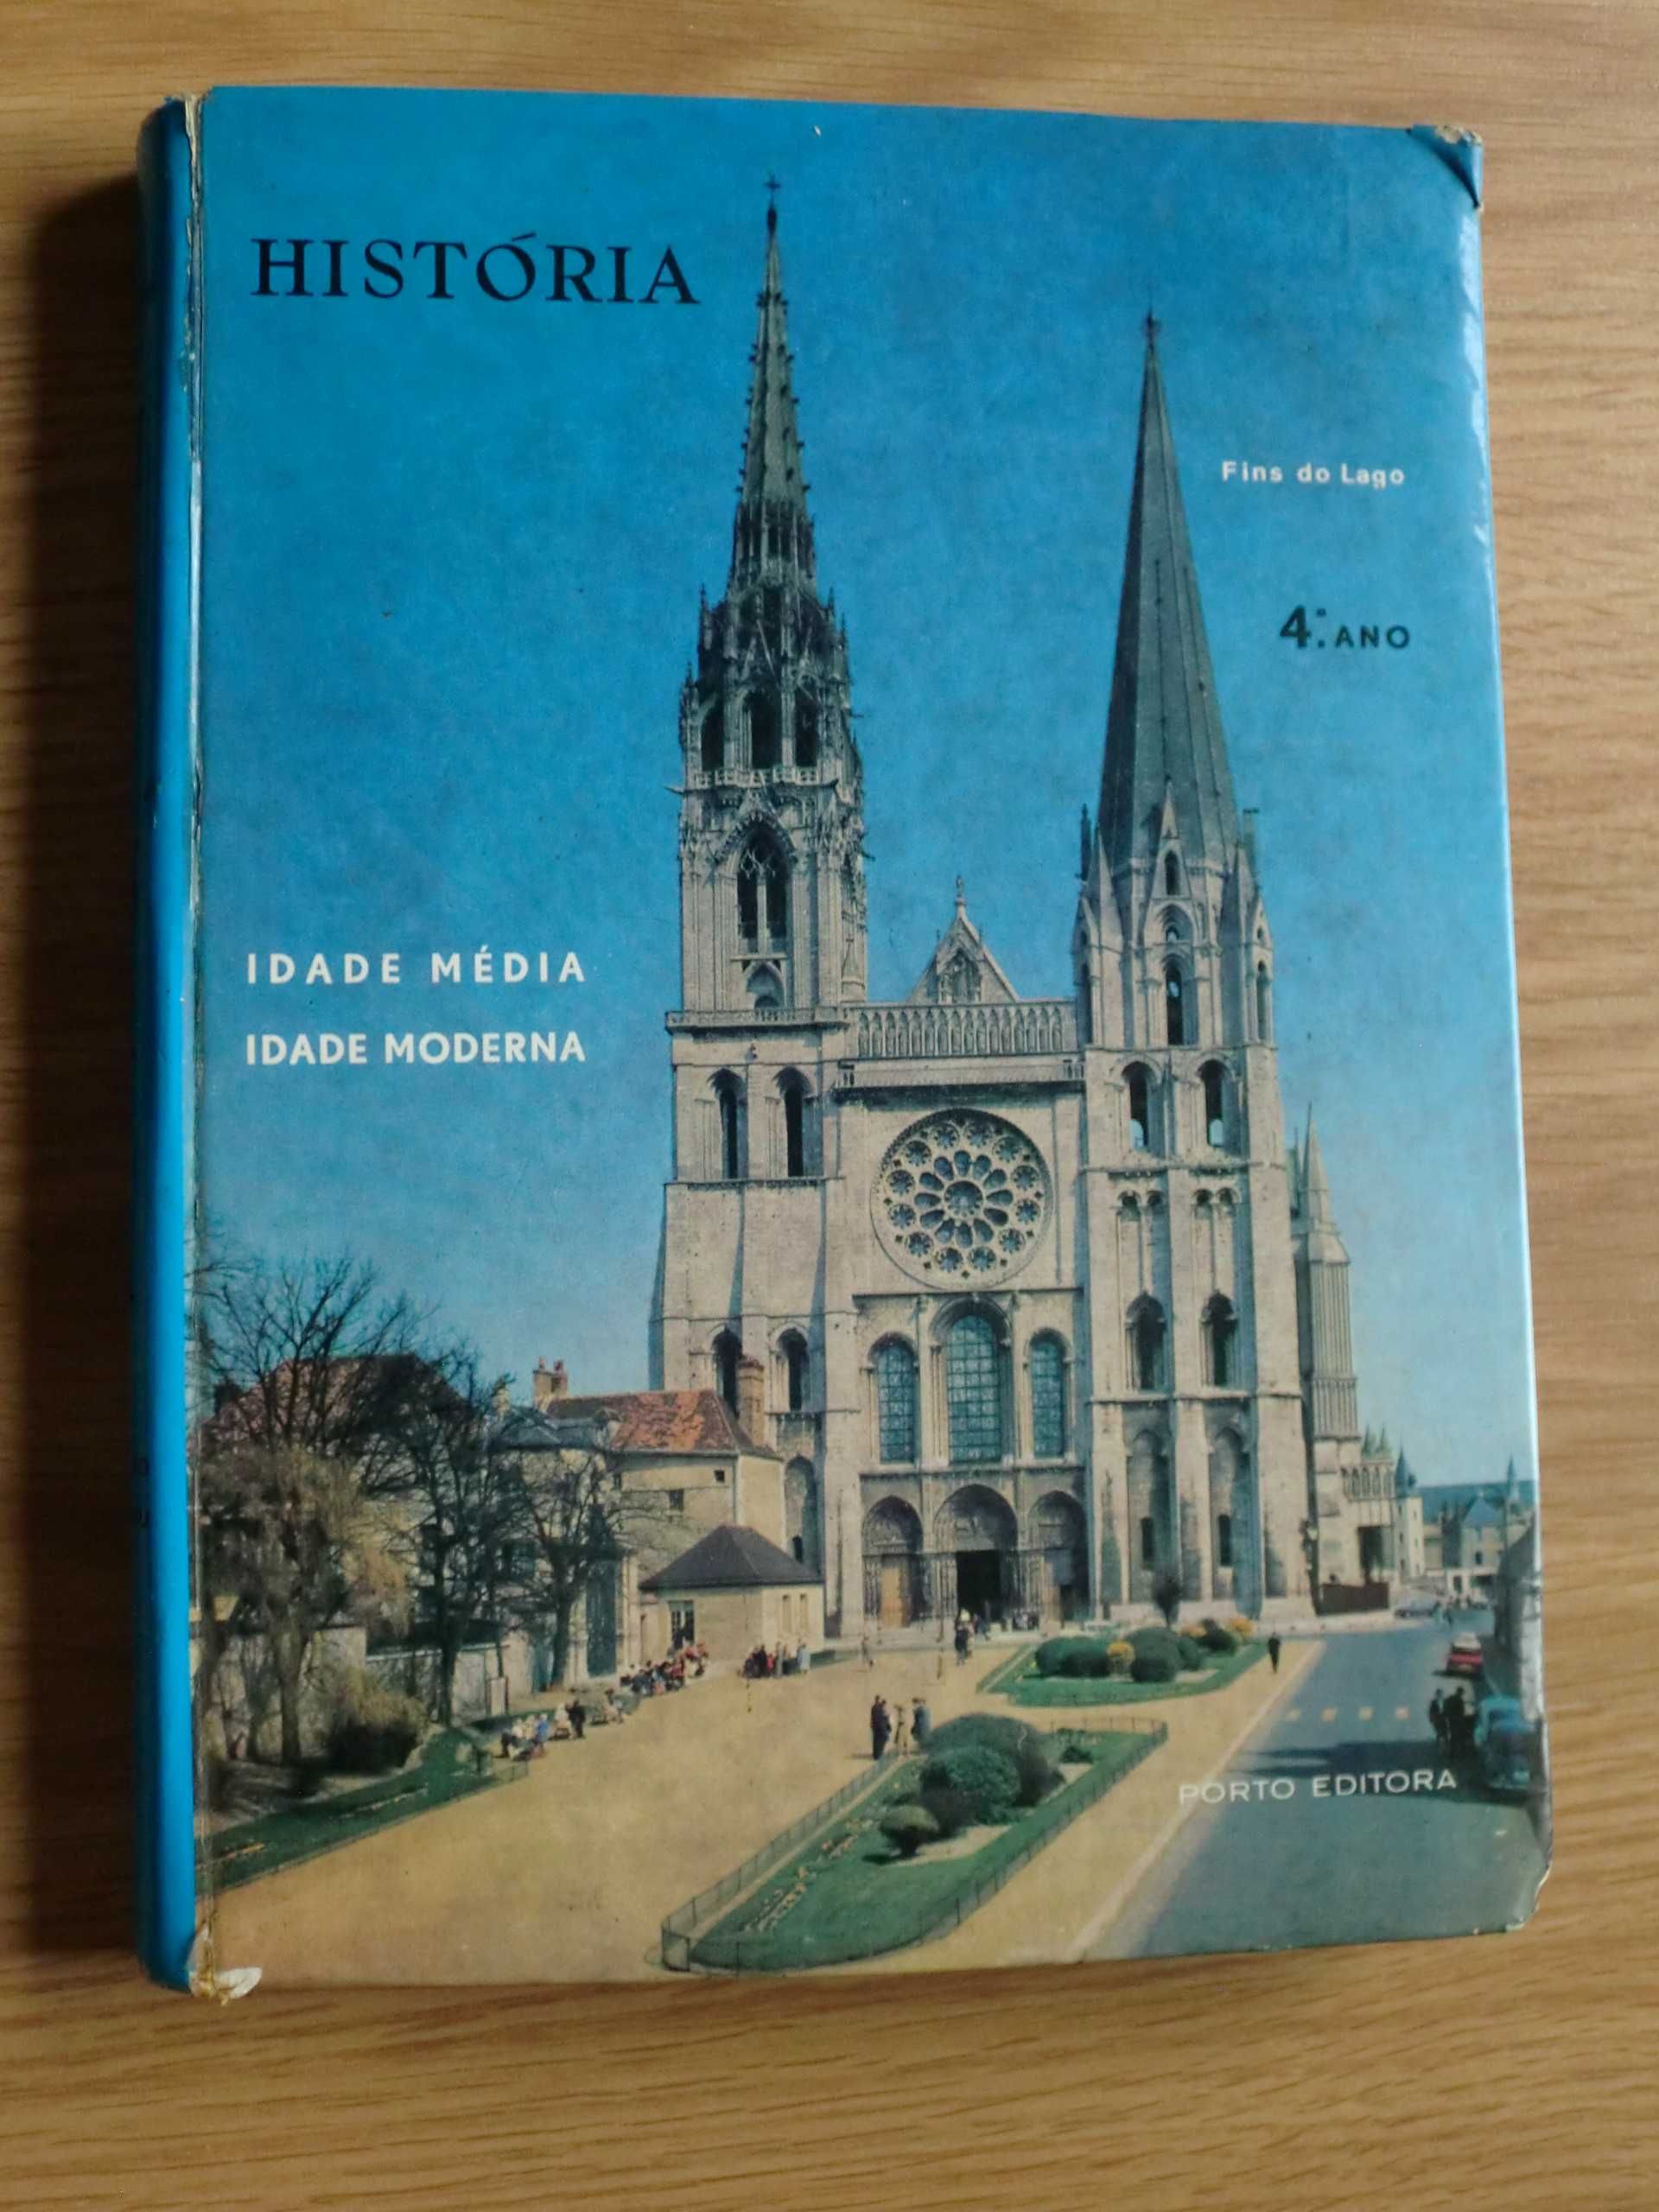 HISTÓRIA
Fins do Lago
4.º ANO
IDADE MÉDIA
IDADE MODERNA
PORTO EDITORA